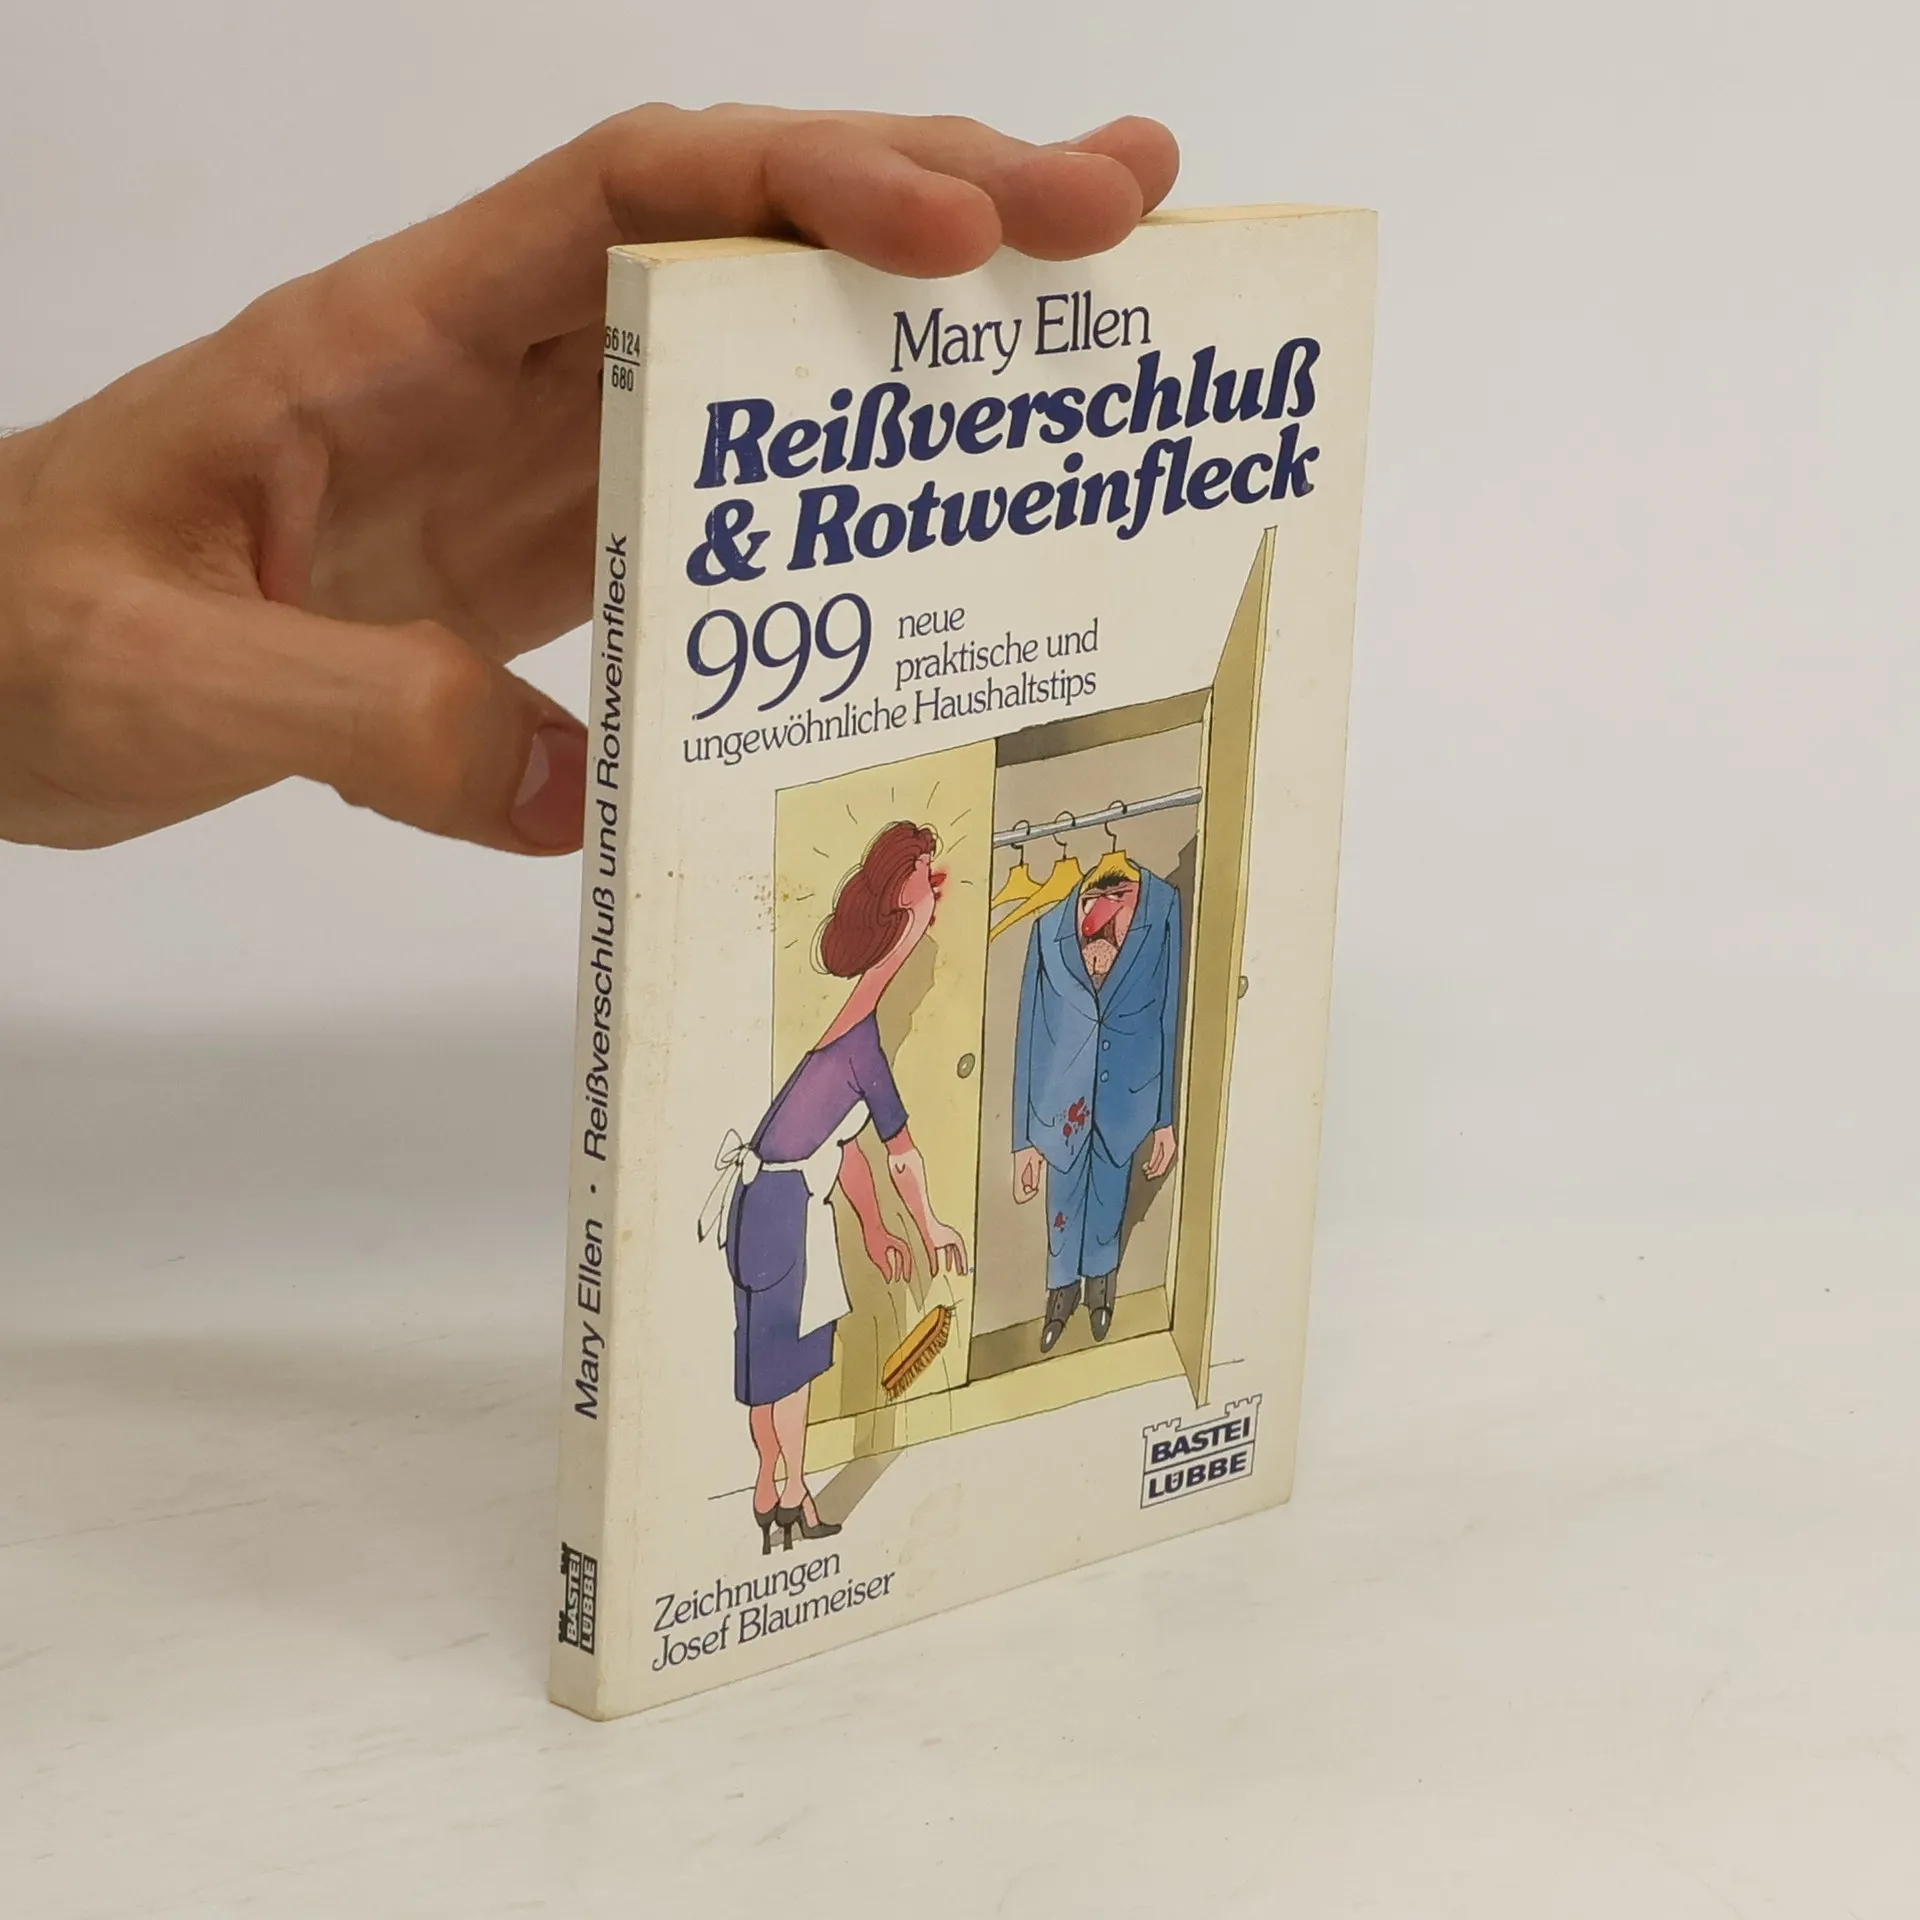 66 124
680
Mary Ellen • Reißverschluß und Rotweinfleck
BASTEI
LÜBBE
Mary Ellen
Reißverschluß
& Rotweinfleck
999 neue
praktische und
ungewöhnliche Haushaltstips
BASTEI
LÜBBE
Zeichnungen
Josef Blaumeiser